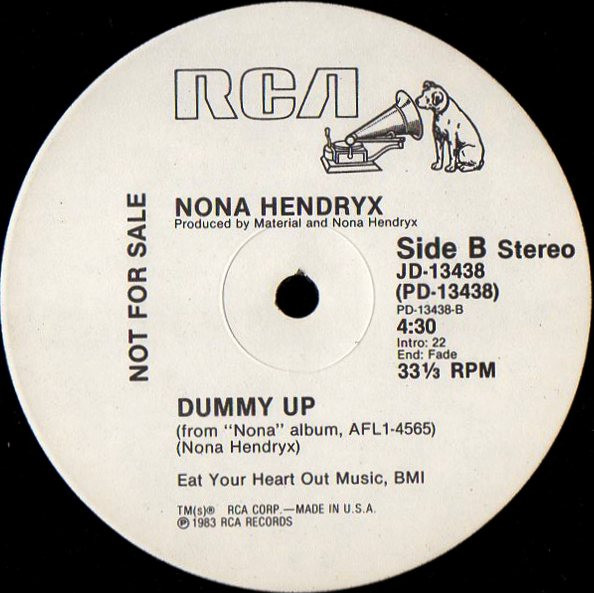 RCA
NOT FOR SALE
NONA HENDRYX
Produced by Material and Nona Hendryx
Side B Stereo
JD-13438
(PD-13438)
PD-13438-B
4:30
Intro: 22
End: Fade
33⅓ RPM
DUMMY UP
(from "Nona" album, AFL1-4565)
(Nona Hendryx)
Eat Your Heart Out Music, BMI
TM(s)® RCA CORP.—MADE IN U.S.A.
℗ 1983 RCA RECORDS